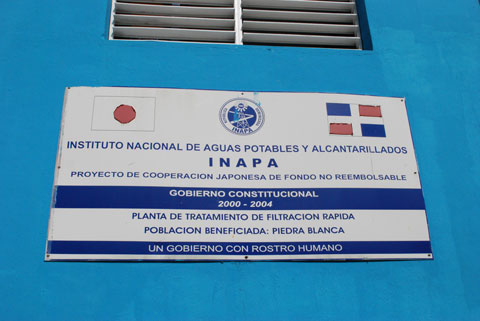 INAPA
INSTITUTO NACIONAL DE AGUAS POTABLES Y ALCANTARILLADOS
INAPA
PROYECTO DE COOPERACION JAPONESA DE FONDO NO REEMBOLSABLE
GOBIERNO CONSTITUCIONAL
2000 - 2004
PLANTA DE TRATAMIENTO DE FILTRACION RAPIDA
POBLACION BENEFICIADA: PIEDRA BLANCA
UN GOBIERNO CON ROSTRO HUMANO